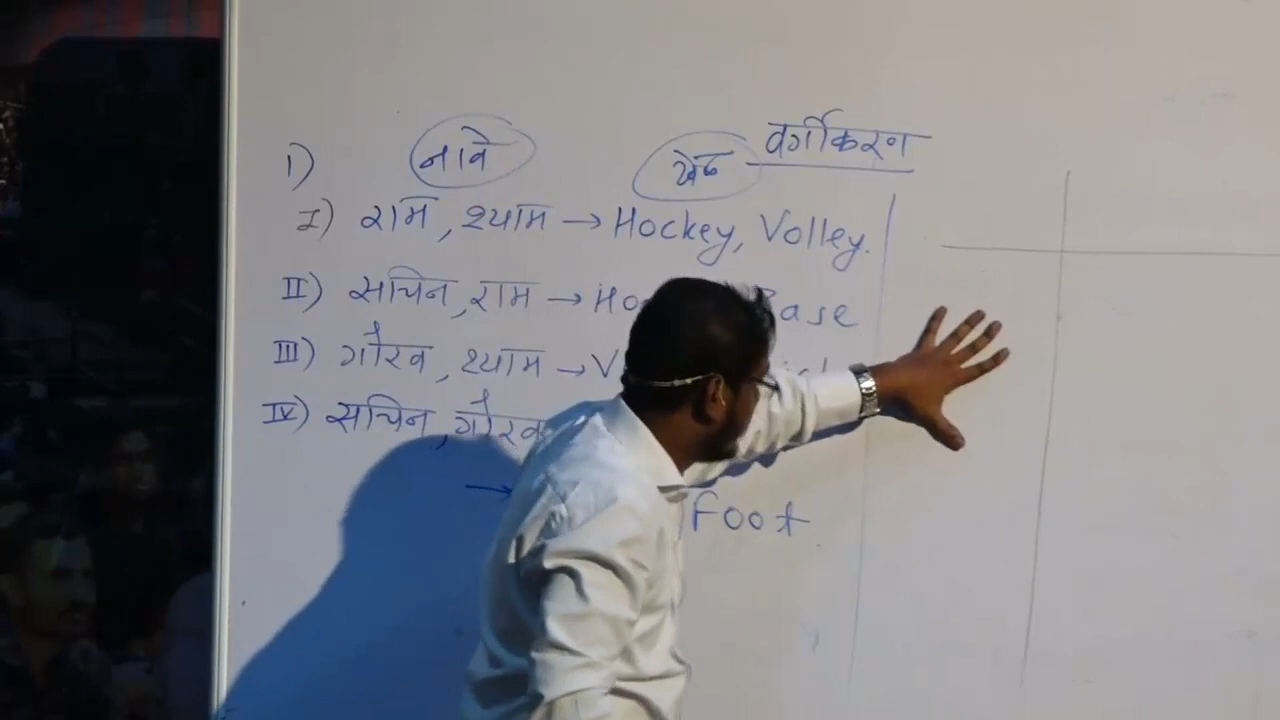 वर्गीकरण
1) नावे खेळ
I) राम, श्याम → Hockey, Volley.
II) सचिन, राम → Ho Base
III) गौरव, श्याम → V
IV) सचिन, गौरव
→ Foot